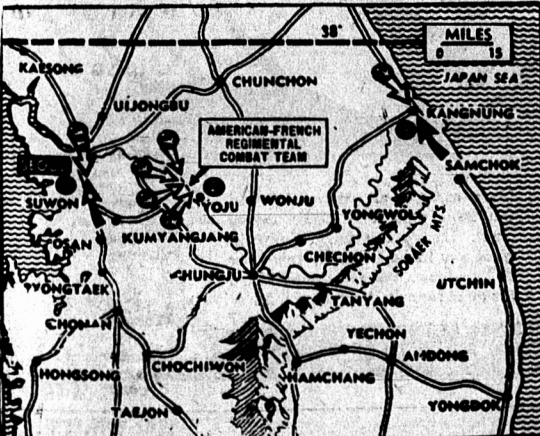 38°
MILES
0 15
KAESONG
JAPAN SEA
CHUNCHON
UIJONGBU
KANGNUNG
AMERICAN-FRENCH
REGIMENTAL
COMBAT TEAM
SAMCHOK
SUWON
YOJU
WONJU
YONGWOL
KUMYANGJANG
OSAN
CHECHON
SOBAEK MTS.
CHUNGJU
UTCHIN
PYONGTAEK
TANYANG
CHONAN
YECHON
ANDONG
HONGSONG
CHOCHIWON
HAMCHANG
TAEJON
YONGDOK